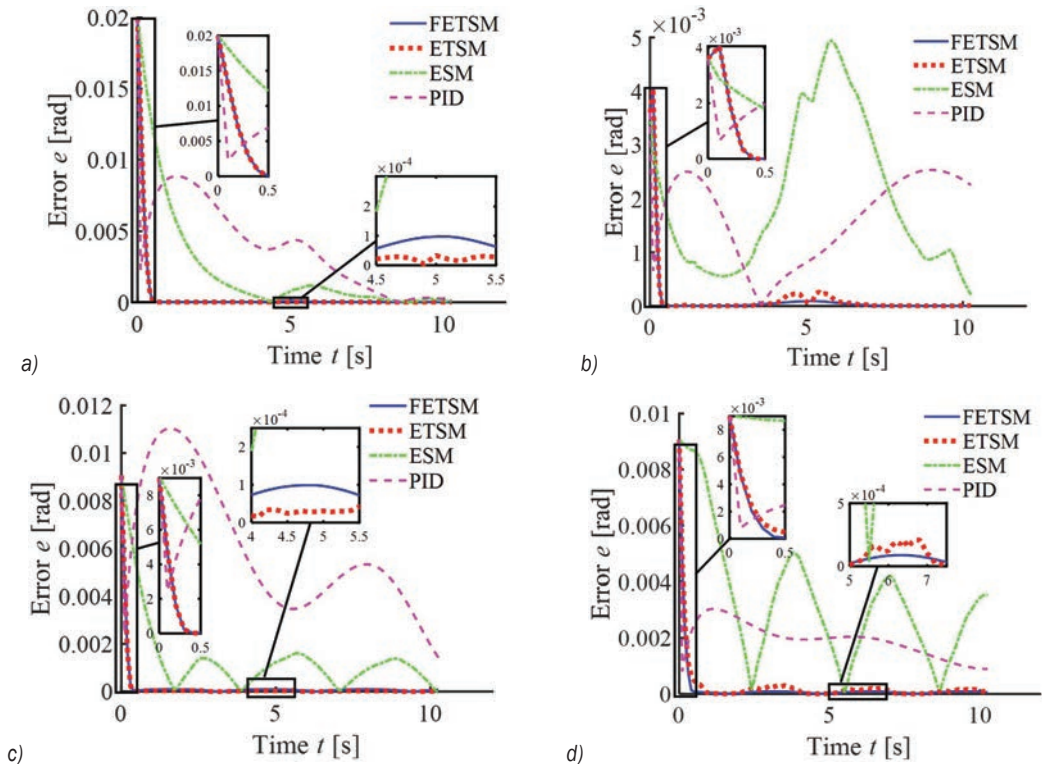 0.02
0.015
0.01
0.005
0
Error e [rad]
0 5 10
Time t [s]
a)
FETSM
ETSM
ESM
PID
0.02
0.015
0.01
0.005
0
0 0.5
×10⁻⁴
2
1
0
4.5 5 5.5
×10⁻³
5
4
3
2
1
0
Error e [rad]
0 5 10
Time t [s]
b)
FETSM
ETSM
ESM
PID
×10⁻³
4
2
0
0 0.5
0.012
0.01
0.008
0.006
0.004
0.002
0
Error e [rad]
0 5 10
Time t [s]
c)
FETSM
ETSM
ESM
PID
×10⁻³
8
6
4
2
0
0 0.5
×10⁻⁴
2
1
0
4 4.5 5 5.5
0.01
0.008
0.006
0.004
0.002
0
Error e [rad]
0 5 10
Time t [s]
d)
FETSM
ETSM
ESM
PID
×10⁻³
8
6
4
2
0
0 0.5
×10⁻⁴
5
0
5 6 7